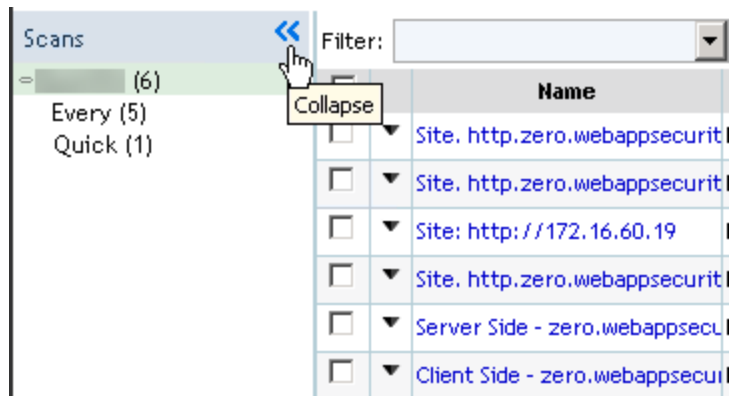 Scans
Filter:
(6)
Every (5)
Quick (1)
Collapse
Name
Site. http.zero.webappsecurit
Site. http.zero.webappsecurit
Site: http://172.16.60.19
Site. http.zero.webappsecurit
Server Side - zero.webappsecu
Client Side - zero.webappsecu